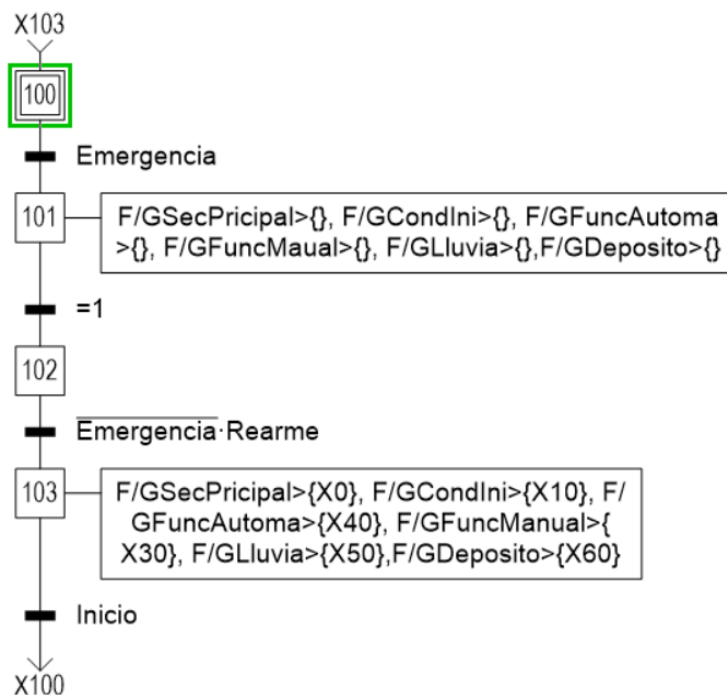 X103
100
Emergencia
101
F/GSecPricipal>{}, F/GCondIni>{}, F/GFuncAutoma
>{}, F/GFuncMaual>{}, F/GLluvia>{},F/GDeposito>{}
=1
102
Emergencia·Rearme
103
F/GSecPricipal>{X0}, F/GCondIni>{X10}, F/
GFuncAutoma>{X40}, F/GFuncManual>{
X30}, F/GLluvia>{X50},F/GDeposito>{X60}
Inicio
X100